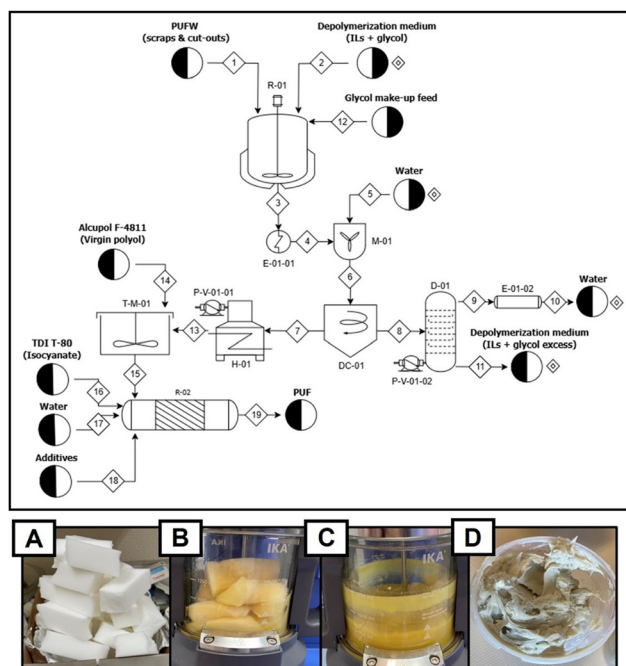 PUFW
(scraps & cut-outs)
Depolymerization medium
(ILs + glycol)
1
R-01
2
Glycol make-up feed
12
3
Water
5
4
E-01-01
M-01
Alcupol F-4811
(Virgin polyol)
14
6
D-01
E-01-02
Water
9
10
P-V-01-01
T-M-01
13
7
8
Depolymerization medium
(ILs + glycol excess)
H-01
DC-01
P-V-01-02
11
TDI T-80
(Isocyanate)
15
16
R-02
Water
17
19
PUF
Additives
18
A
B
C
D
IKA
IKA